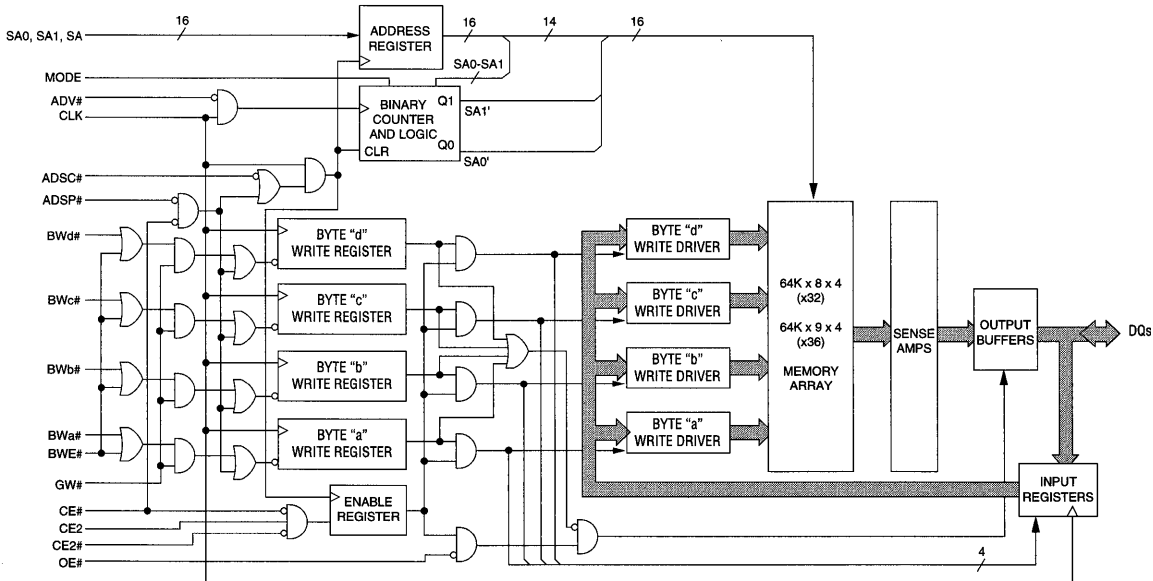 16
ADDRESS
REGISTER
16
14
16
SA0, SA1, SA
SA0-SA1
MODE
ADV#
CLK
BINARY
COUNTER
AND LOGIC
Q1
SA1'
Q0
CLR
SA0'
ADSC#
ADSP#
BWd#
BYTE "d"
WRITE REGISTER
BYTE "d"
WRITE DRIVER
BWc#
BYTE "c"
WRITE REGISTER
BYTE "c"
WRITE DRIVER
64K x 8 x 4
(x32)
64K x 9 x 4
(x36)
MEMORY
ARRAY
SENSE
AMPS
OUTPUT
BUFFERS
DQs
BWb#
BYTE "b"
WRITE REGISTER
BYTE "b"
WRITE DRIVER
BWa#
BWE#
BYTE "a"
WRITE REGISTER
BYTE "a"
WRITE DRIVER
GW#
CE#
CE2
CE2#
OE#
ENABLE
REGISTER
INPUT
REGISTERS
4